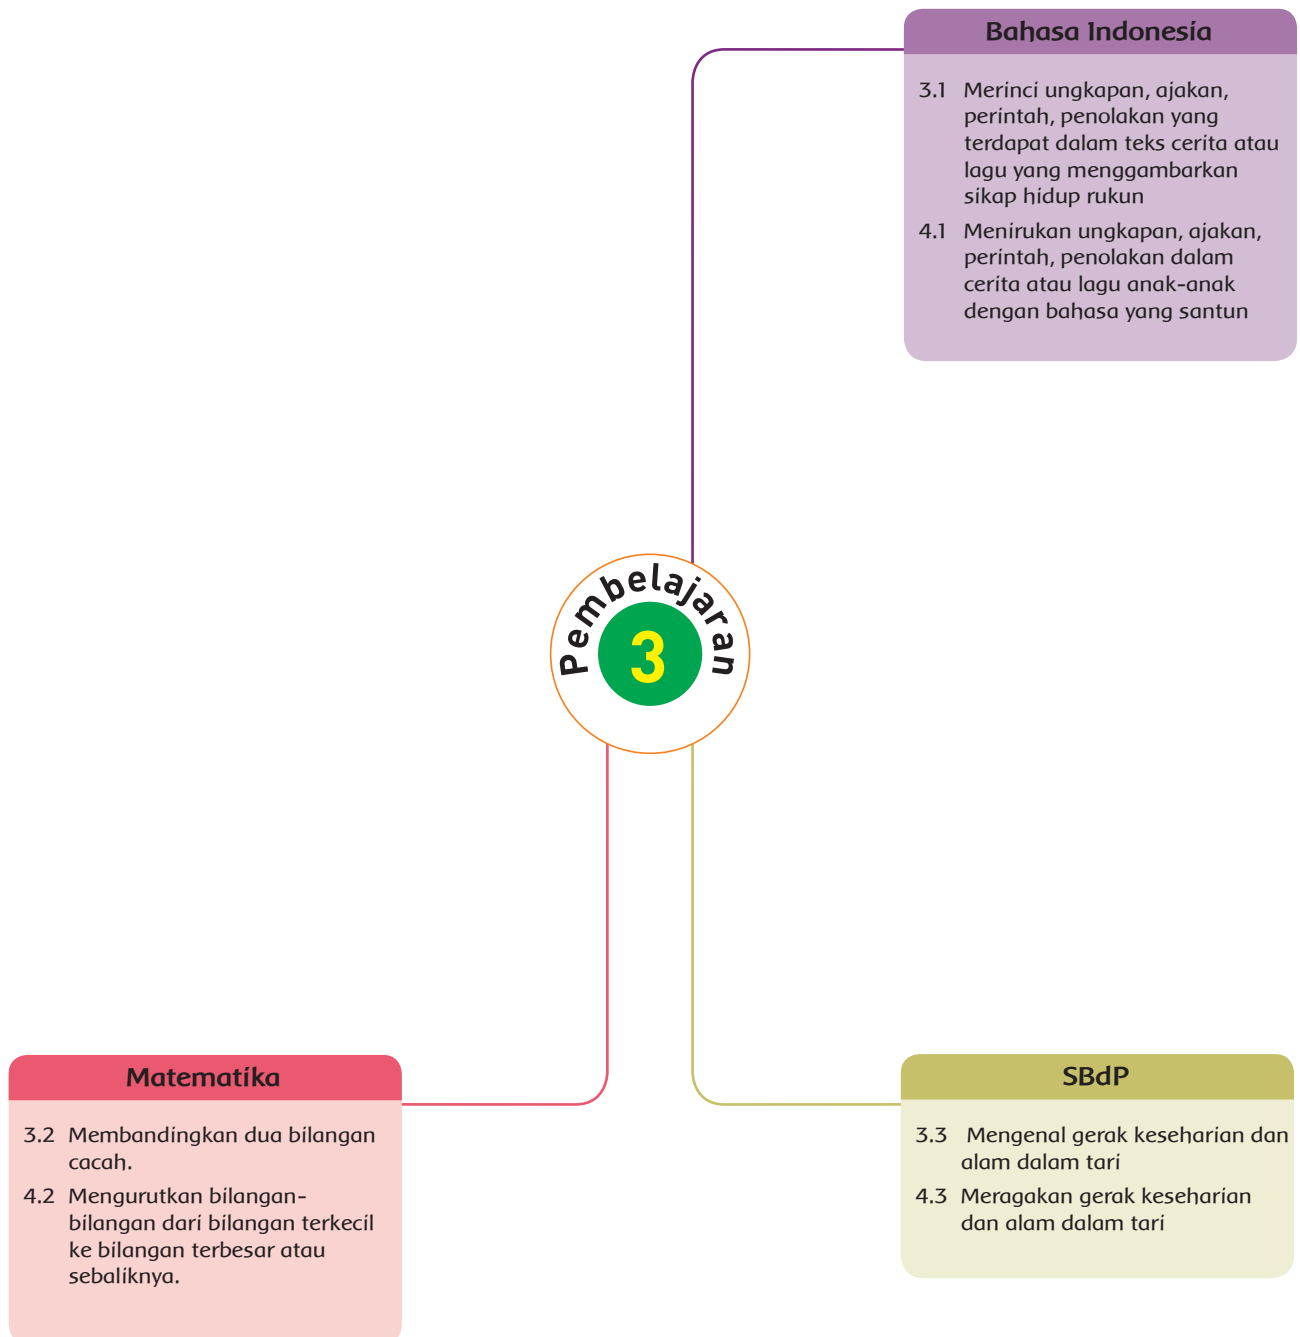 Bahasa Indonesia
3.1 Merinci ungkapan, ajakan,
perintah, penolakan yang
terdapat dalam teks cerita atau
lagu yang menggambarkan
sikap hidup rukun
4.1 Menirukan ungkapan, ajakan,
perintah, penolakan dalam
cerita atau lagu anak-anak
dengan bahasa yang santun
Pembelajaran
3
Matematika
3.2 Membandingkan dua bilangan
cacah.
4.2 Mengurutkan bilangan-
bilangan dari bilangan terkecil
ke bilangan terbesar atau
sebaliknya.
SBdP
3.3 Mengenal gerak keseharian dan
alam dalam tari
4.3 Meragakan gerak keseharian
dan alam dalam tari